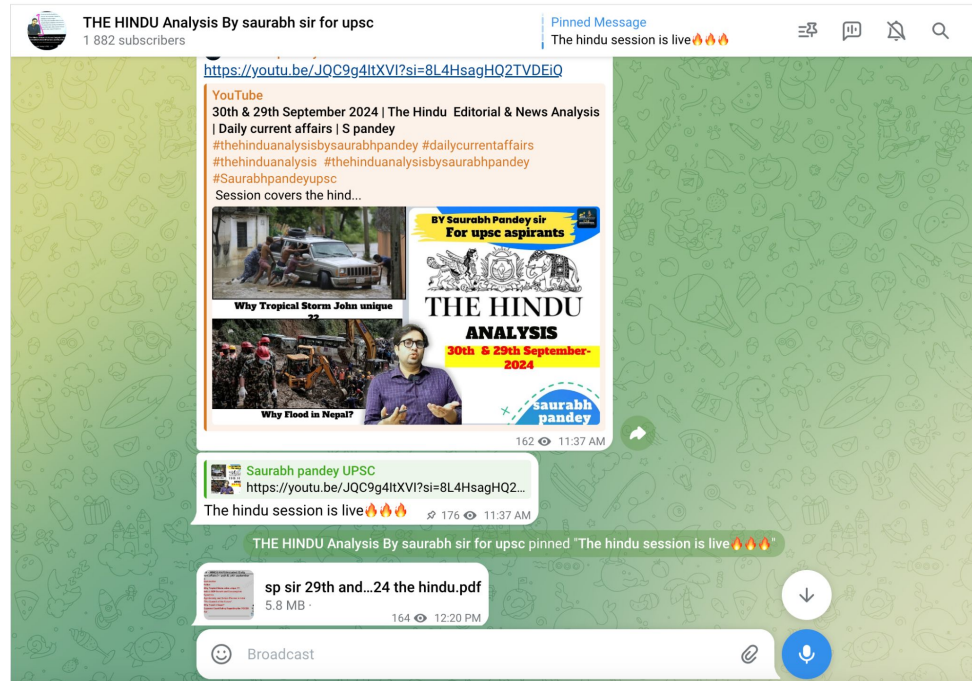 THE HINDU Analysis By saurabh sir for upsc
1 882 subscribers
Pinned Message
The hindu session is live🔥🔥🔥
https://youtu.be/JQC9g4ItXVI?si=8L4HsagHQ2TVDEiQ
YouTube
30th & 29th September 2024 | The Hindu Editorial & News Analysis
| Daily current affairs | S pandey
#thehinduanalysisbysaurabhpandey #dailycurrentaffairs
#thehinduanalysis #thehinduanalysisbysaurabhpandey
#Saurabhpandeyupsc
Session covers the hind...
Why Tropical Storm John unique
??
Why Flood in Nepal?
BY Saurabh Pandey sir
For upsc aspirants
THE HINDU
ANALYSIS
30th & 29th September-
2024
saurabh
pandey
162 11:37 AM
Saurabh pandey UPSC
https://youtu.be/JQC9g4ItXVI?si=8L4HsagHQ2...
The hindu session is live🔥🔥🔥
176 11:37 AM
THE HINDU Analysis By saurabh sir for upsc pinned "The hindu session is live🔥🔥🔥"
sp sir 29th and...24 the hindu.pdf
5.8 MB ·
164 12:20 PM
Broadcast